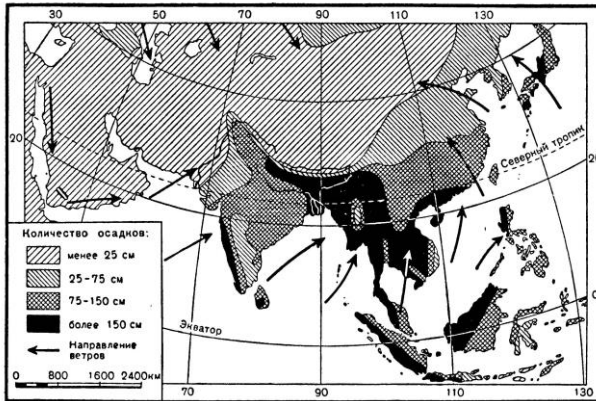 30
50
70
90
110
130
20
Северный тропик
20
Количество осадков:
менее 25 см
25-75 см
75-150 см
более 150 см
Направление
ветров
0 800 1600 2400км
Экватор
0
70
90
110
130